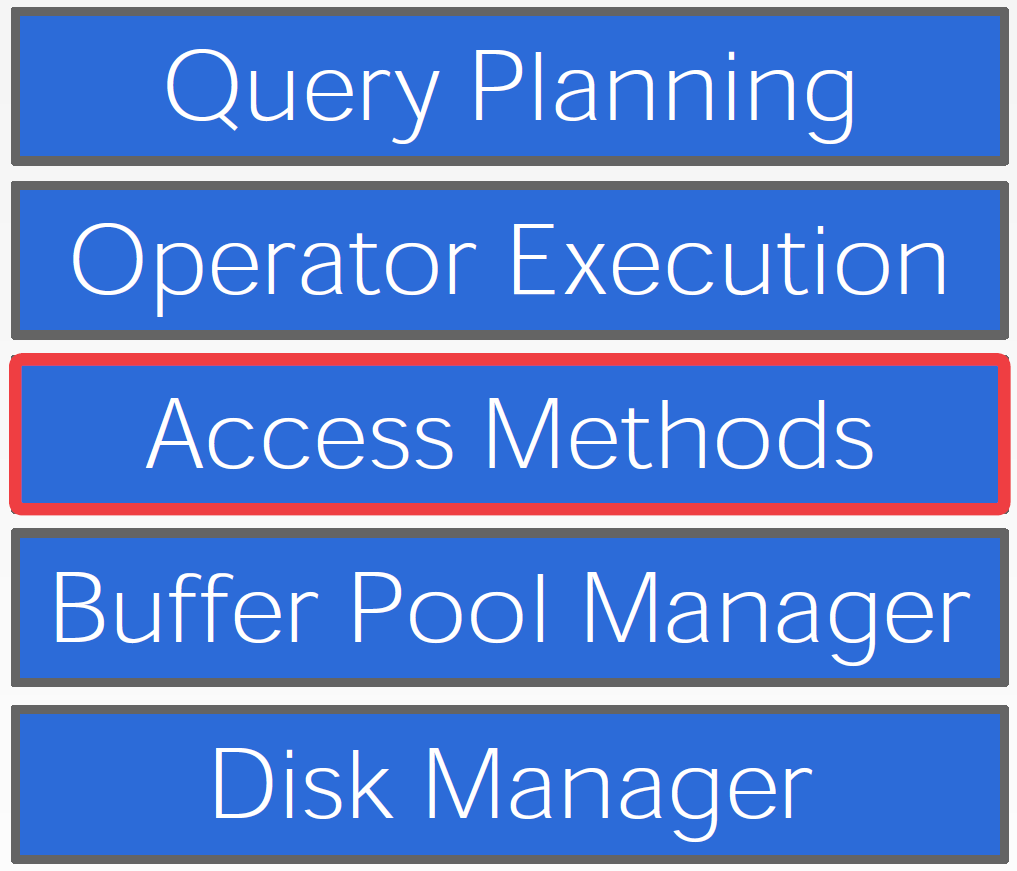 Query Planning
Operator Execution
Access Methods
Buffer Pool Manager
Disk Manager